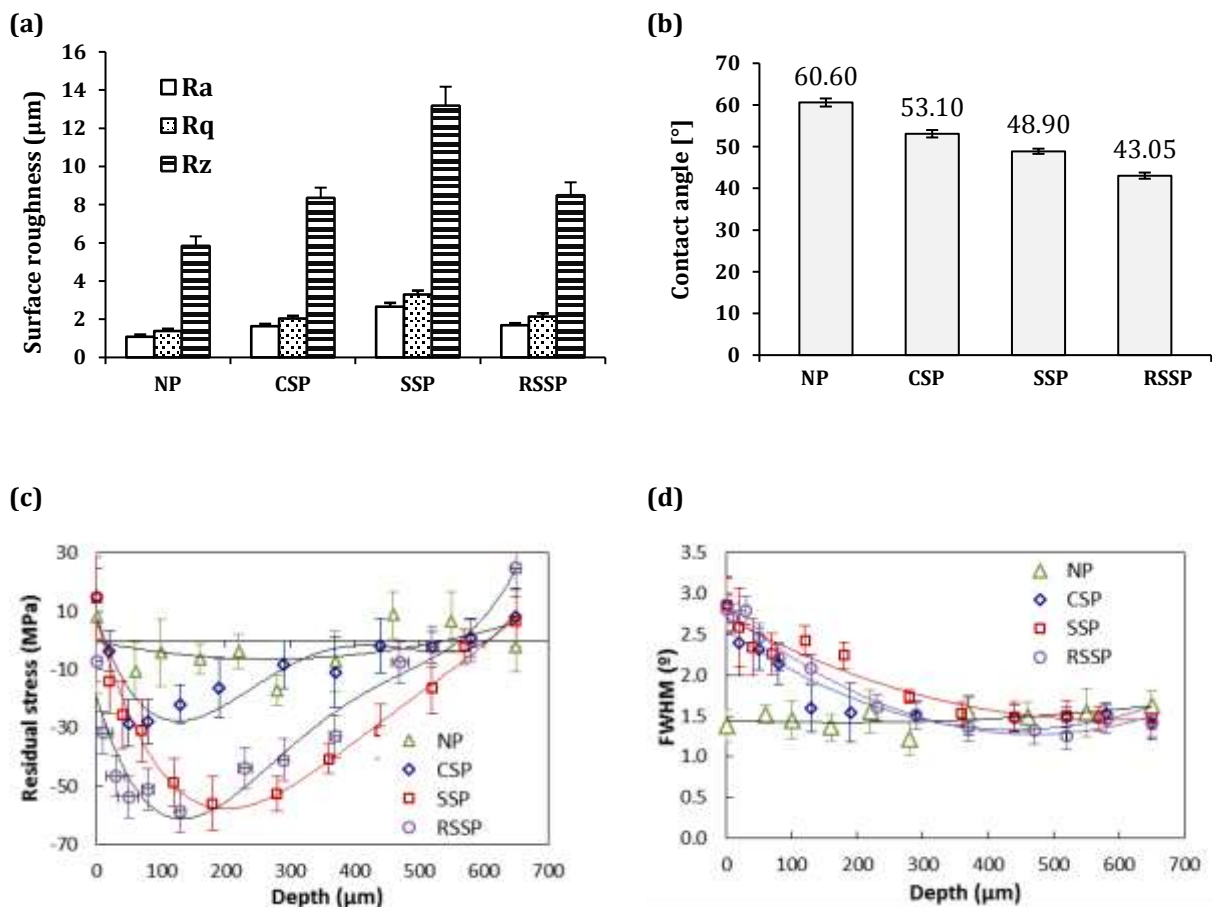 (a)
16
14
12
10
8
6
4
2
0
Surface roughness (µm)
Ra
Rq
Rz
NP CSP SSP RSSP
(b)
70
60
50
40
30
20
10
0
Contact angle [°]
60.60
53.10
48.90
43.05
NP CSP SSP RSSP
(c)
30
10
-10
-30
-50
-70
Residual stress (MPa)
0 100 200 300 400 500 600 700
Depth (µm)
NP
CSP
SSP
RSSP
(d)
3.5
3.0
2.5
2.0
1.5
1.0
0.5
0.0
FWHM (º)
0 100 200 300 400 500 600 700
Depth (µm)
NP
CSP
SSP
RSSP